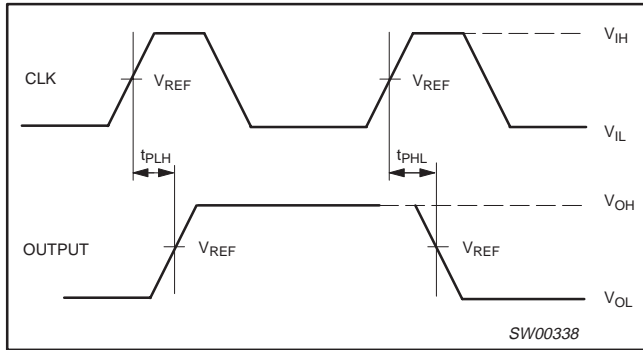 V_IH
CLK
V_REF
V_REF
V_IL
t_PLH
t_PHL
V_OH
OUTPUT
V_REF
V_REF
V_OL
SW00338